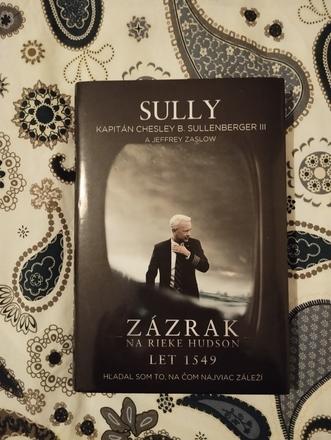 SULLY
KAPITÁN CHESLEY B. SULLENBERGER III
A JEFFREY ZASLOW
ZÁZRAK
NA RIEKE HUDSON
LET 1549
HĽADAL SOM TO, NA ČOM NAJVIAC ZÁLEŽÍ